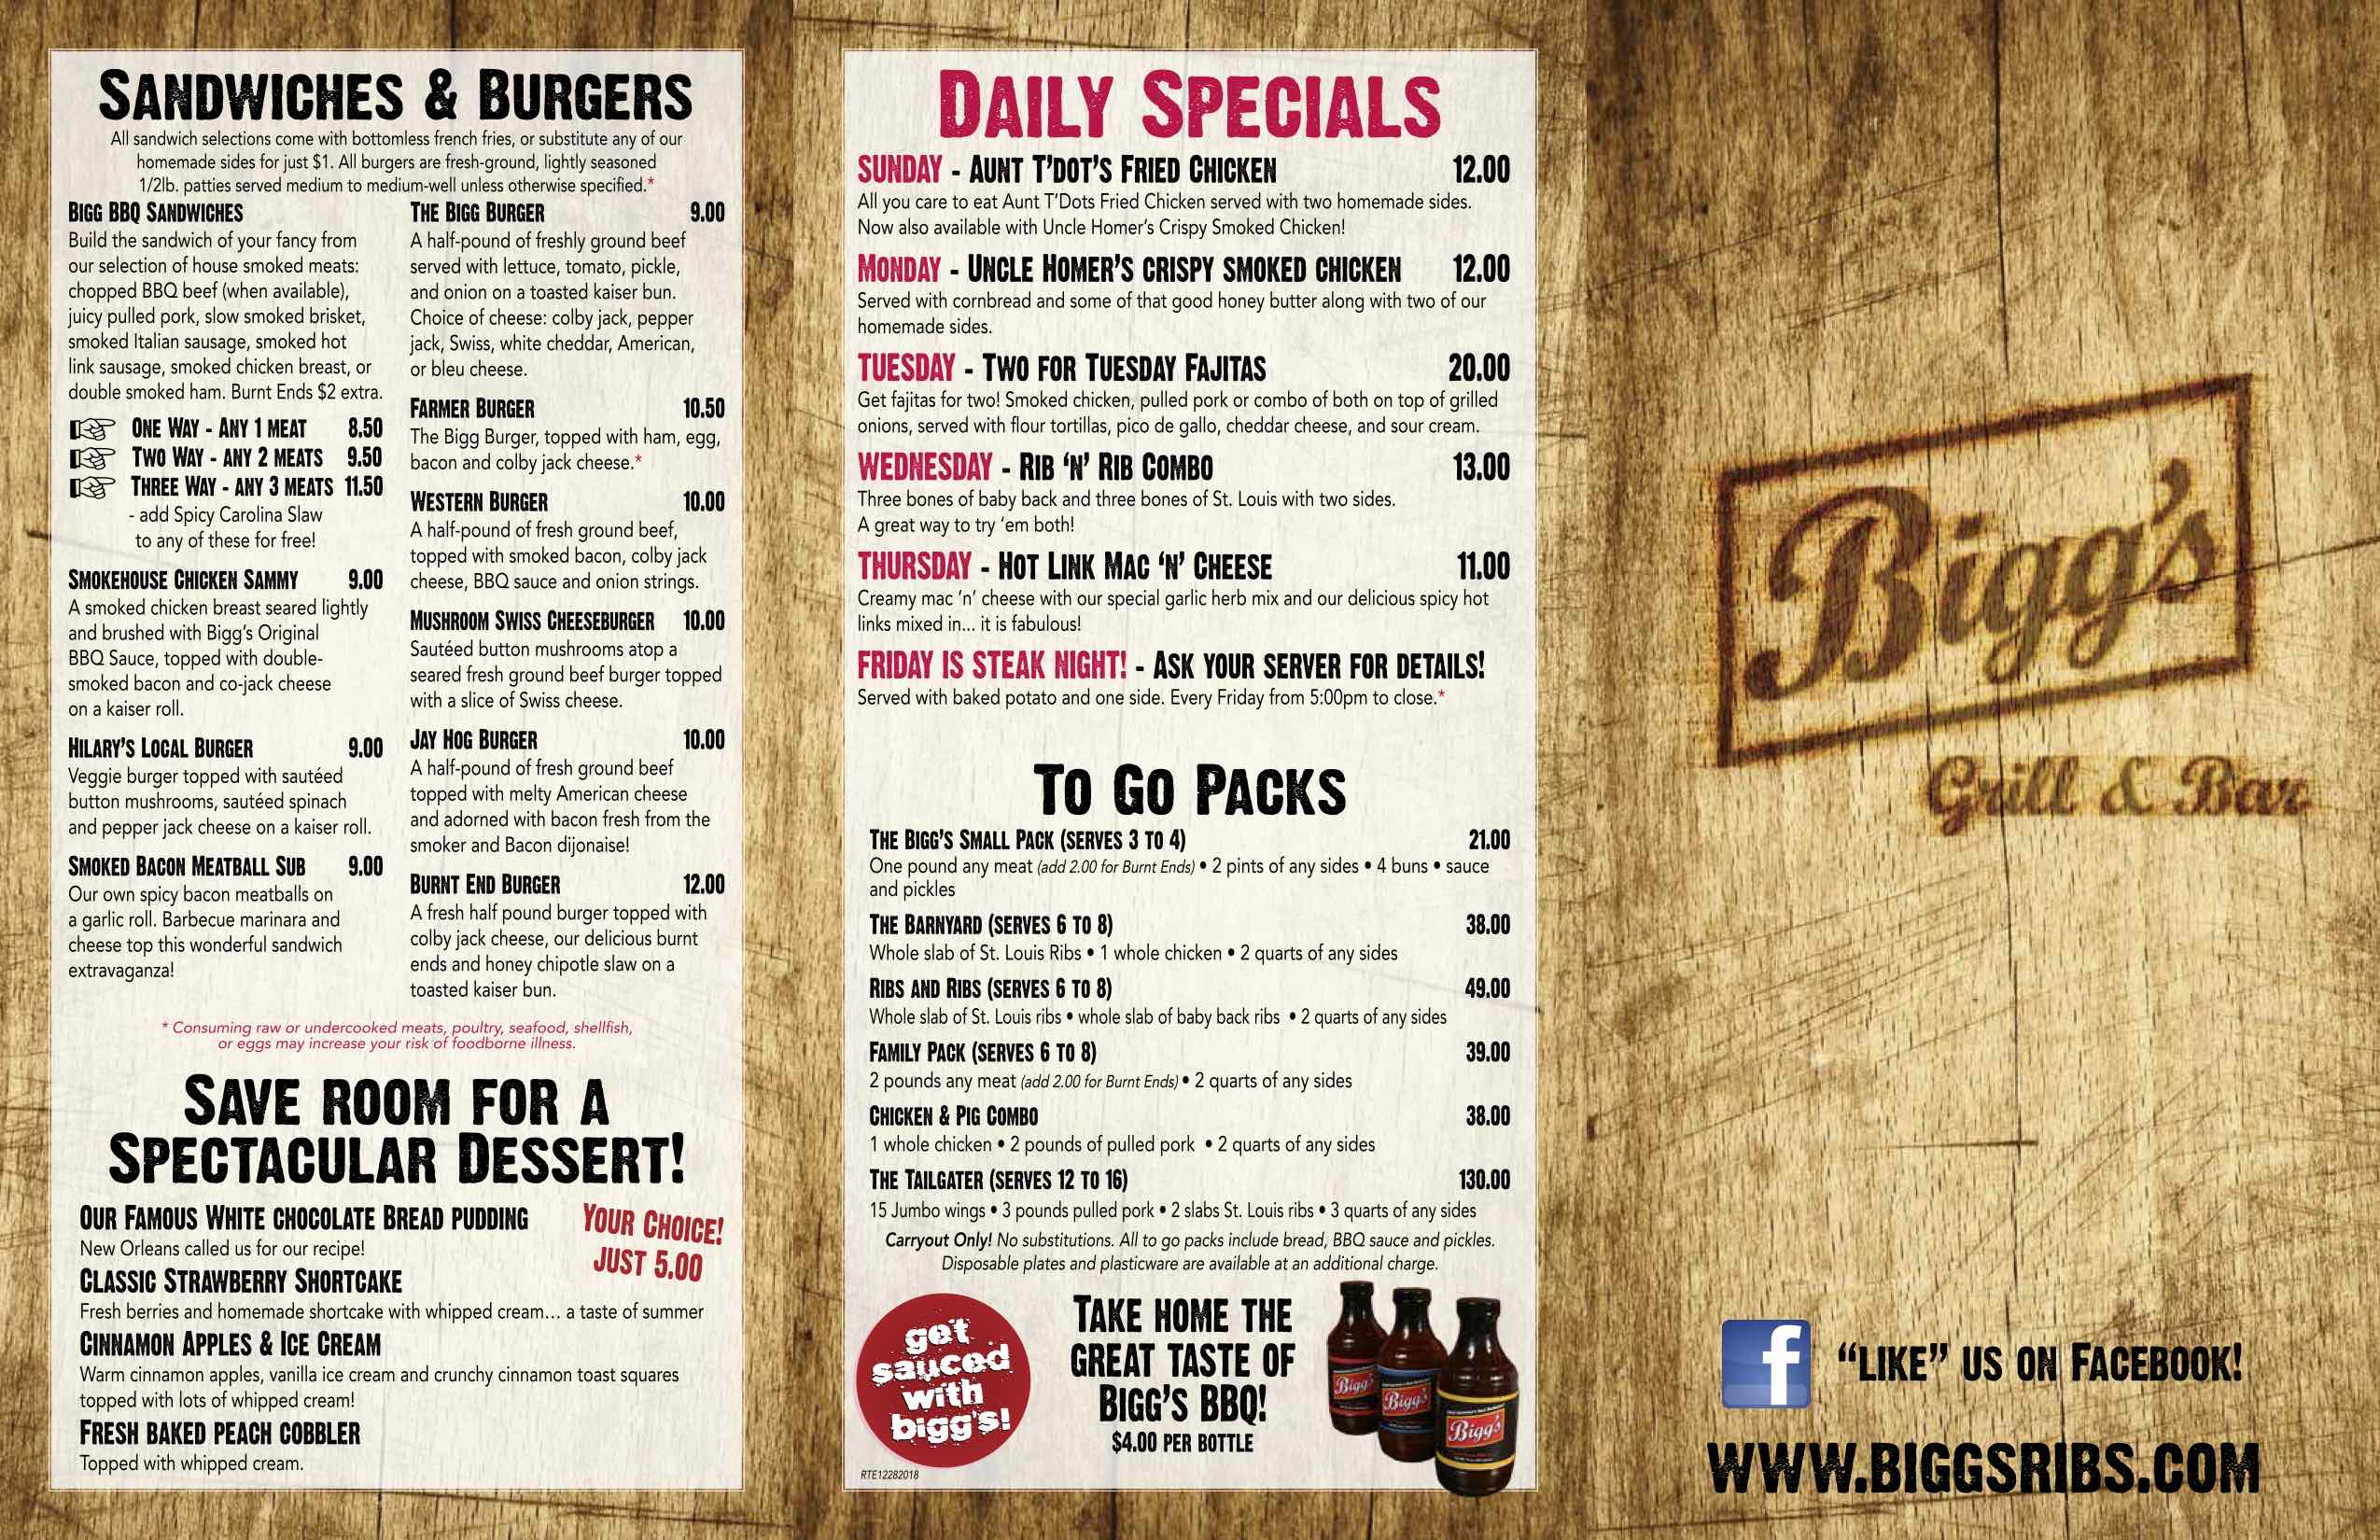 SANDWICHES & BURGERS
All sandwich selections come with bottomless french fries, or substitute any of our
homemade sides for just $1. All burgers are fresh-ground, lightly seasoned
1/2lb. patties served medium to medium-well unless otherwise specified.*
BIGG BBQ SANDWICHES
Build the sandwich of your fancy from
our selection of house smoked meats:
chopped BBQ beef (when available),
juicy pulled pork, slow smoked brisket,
smoked Italian sausage, smoked hot
link sausage, smoked chicken breast, or
double smoked ham. Burnt Ends $2 extra.
ONE WAY - ANY 1 MEAT 8.50
TWO WAY - ANY 2 MEATS 9.50
THREE WAY - ANY 3 MEATS 11.50
- add Spicy Carolina Slaw
to any of these for free!
SMOKEHOUSE CHICKEN SAMMY 9.00
A smoked chicken breast seared lightly
and brushed with Bigg's Original
BBQ Sauce, topped with double-
smoked bacon and co-jack cheese
on a kaiser roll.
HILARY'S LOCAL BURGER 9.00
Veggie burger topped with sautéed
button mushrooms, sautéed spinach
and pepper jack cheese on a kaiser roll.
SMOKED BACON MEATBALL SUB 9.00
Our own spicy bacon meatballs on
a garlic roll. Barbecue marinara and
cheese top this wonderful sandwich
extravaganza!
THE BIGG BURGER 9.00
A half-pound of freshly ground beef
served with lettuce, tomato, pickle,
and onion on a toasted kaiser bun.
Choice of cheese: colby jack, pepper
jack, Swiss, white cheddar, American,
or bleu cheese.
FARMER BURGER 10.50
The Bigg Burger, topped with ham, egg,
bacon and colby jack cheese.*
WESTERN BURGER 10.00
A half-pound of fresh ground beef,
topped with smoked bacon, colby jack
cheese, BBQ sauce and onion strings.
MUSHROOM SWISS CHEESEBURGER 10.00
Sautéed button mushrooms atop a
seared fresh ground beef burger topped
with a slice of Swiss cheese.
JAY HOG BURGER 10.00
A half-pound of fresh ground beef
topped with melty American cheese
and adorned with bacon fresh from the
smoker and Bacon dijonaise!
BURNT END BURGER 12.00
A fresh half pound burger topped with
colby jack cheese, our delicious burnt
ends and honey chipotle slaw on a
toasted kaiser bun.
* Consuming raw or undercooked meats, poultry, seafood, shellfish,
or eggs may increase your risk of foodborne illness.
SAVE ROOM FOR A
SPECTACULAR DESSERT!
OUR FAMOUS WHITE CHOCOLATE BREAD PUDDING
New Orleans called us for our recipe!
YOUR CHOICE!
JUST 5.00
CLASSIC STRAWBERRY SHORTCAKE
Fresh berries and homemade shortcake with whipped cream... a taste of summer
CINNAMON APPLES & ICE CREAM
Warm cinnamon apples, vanilla ice cream and crunchy cinnamon toast squares
topped with lots of whipped cream!
FRESH BAKED PEACH COBBLER
Topped with whipped cream.
DAILY SPECIALS
SUNDAY - AUNT T'DOT'S FRIED CHICKEN 12.00
All you care to eat Aunt T'Dots Fried Chicken served with two homemade sides.
Now also available with Uncle Homer's Crispy Smoked Chicken!
MONDAY - UNCLE HOMER'S CRISPY SMOKED CHICKEN 12.00
Served with cornbread and some of that good honey butter along with two of our
homemade sides.
TUESDAY - TWO FOR TUESDAY FAJITAS 20.00
Get fajitas for two! Smoked chicken, pulled pork or combo of both on top of grilled
onions, served with flour tortillas, pico de gallo, cheddar cheese, and sour cream.
WEDNESDAY - RIB 'N' RIB COMBO 13.00
Three bones of baby back and three bones of St. Louis with two sides.
A great way to try 'em both!
THURSDAY - HOT LINK MAC 'N' CHEESE 11.00
Creamy mac 'n' cheese with our special garlic herb mix and our delicious spicy hot
links mixed in... it is fabulous!
FRIDAY IS STEAK NIGHT! - ASK YOUR SERVER FOR DETAILS!
Served with baked potato and one side. Every Friday from 5:00pm to close.*
TO GO PACKS
THE BIGG'S SMALL PACK (SERVES 3 TO 4) 21.00
One pound any meat (add 2.00 for Burnt Ends) • 2 pints of any sides • 4 buns • sauce
and pickles
THE BARNYARD (SERVES 6 TO 8) 38.00
Whole slab of St. Louis Ribs • 1 whole chicken • 2 quarts of any sides
RIBS AND RIBS (SERVES 6 TO 8) 49.00
Whole slab of St. Louis ribs • whole slab of baby back ribs • 2 quarts of any sides
FAMILY PACK (SERVES 6 TO 8) 39.00
2 pounds any meat (add 2.00 for Burnt Ends) • 2 quarts of any sides
CHICKEN & PIG COMBO 38.00
1 whole chicken • 2 pounds of pulled pork • 2 quarts of any sides
THE TAILGATER (SERVES 12 TO 16) 130.00
15 Jumbo wings • 3 pounds pulled pork • 2 slabs St. Louis ribs • 3 quarts of any sides
Carryout Only! No substitutions. All to go packs include bread, BBQ sauce and pickles.
Disposable plates and plasticware are available at an additional charge.
get
sauced
with
bigg's!
TAKE HOME THE
GREAT TASTE OF
BIGG'S BBQ!
$4.00 PER BOTTLE
Bigg's
Bigg's
Bigg's
RTE12282018
Bigg's
Grill & Bar
f
"LIKE" US ON FACEBOOK!
WWW.BIGGSRIBS.COM